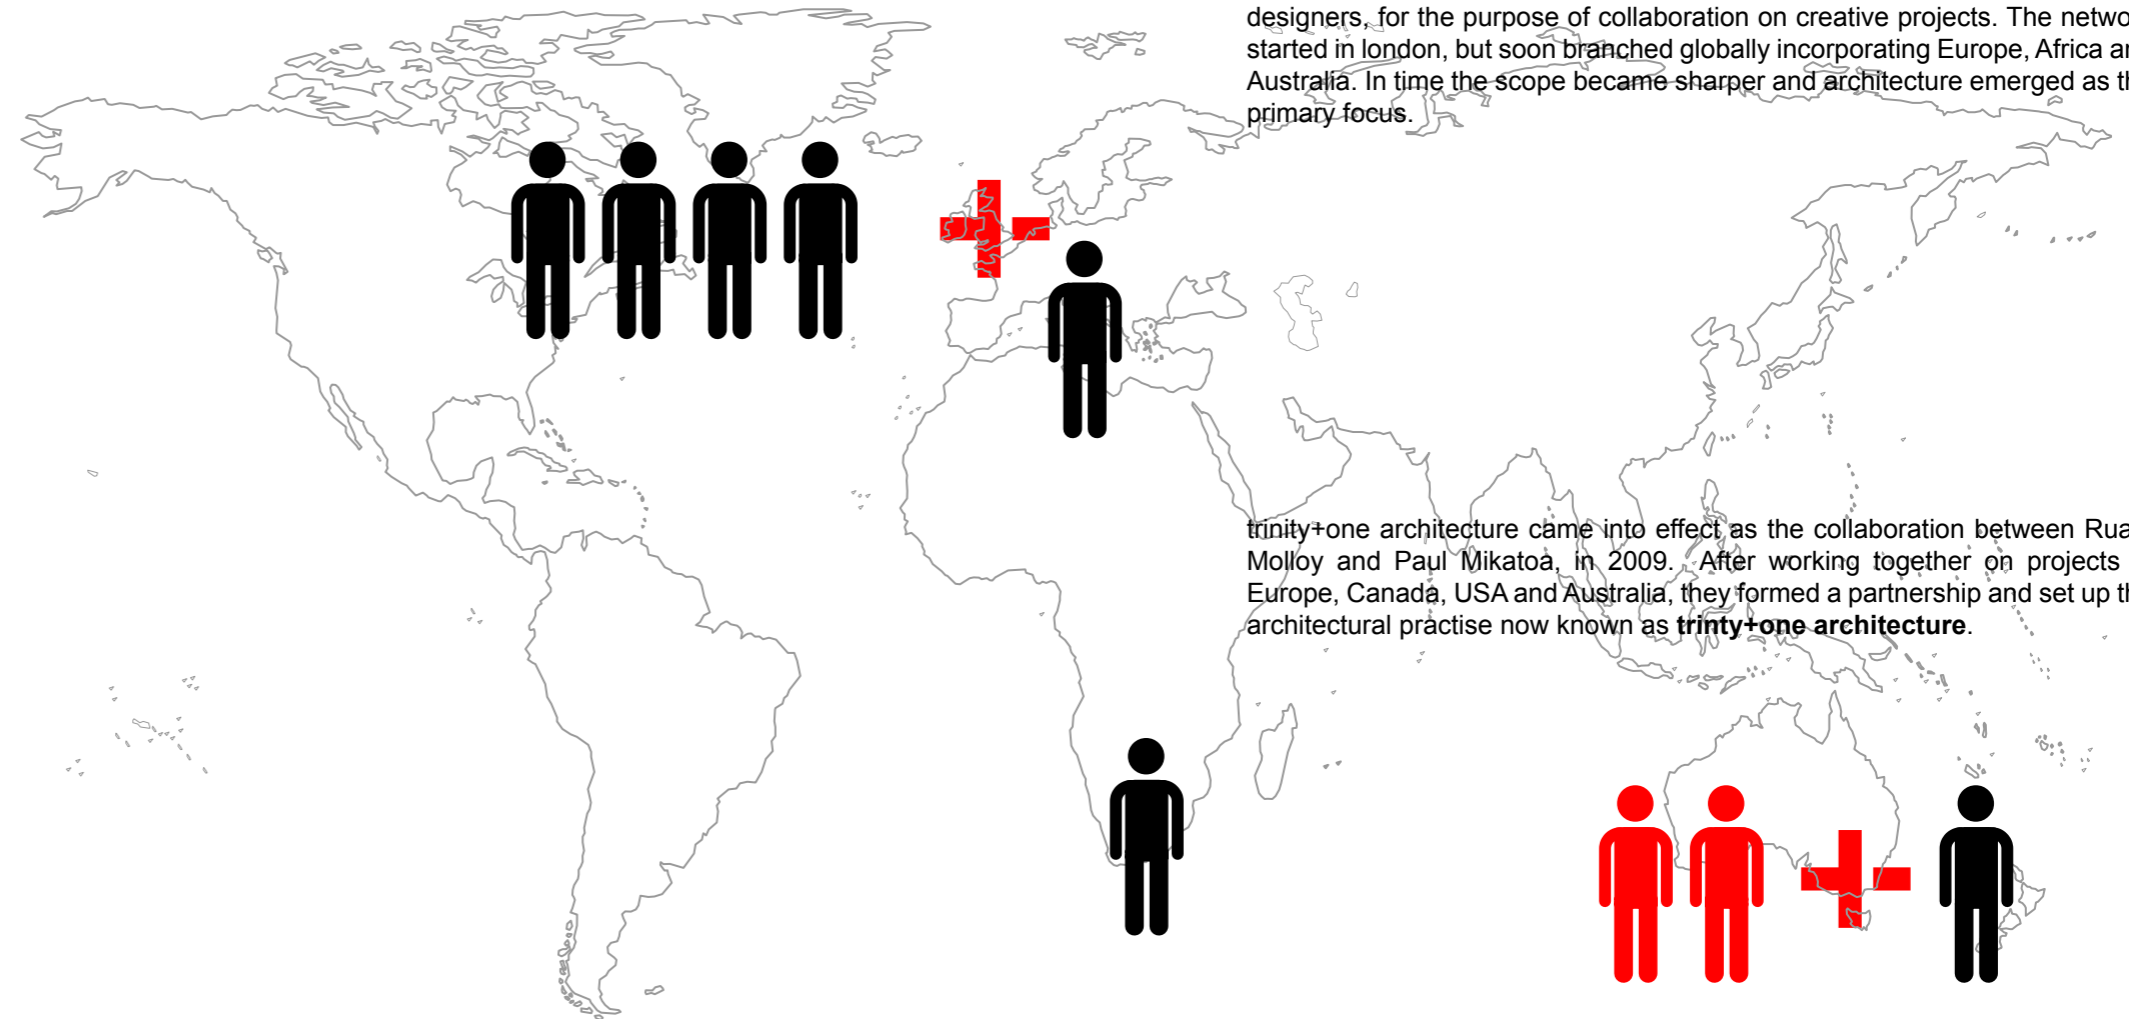 designers, for the purpose of collaboration on creative projects. The netwo
started in london, but soon branched globally incorporating Europe, Africa an
Australia. In time the scope became sharper and architecture emerged as th
primary focus.
trinity+one architecture came into effect as the collaboration between Rua
Molloy and Paul Mikatoa, in 2009. After working together on projects
Europe, Canada, USA and Australia, they formed a partnership and set up th
architectural practise now known as trinty+one architecture.